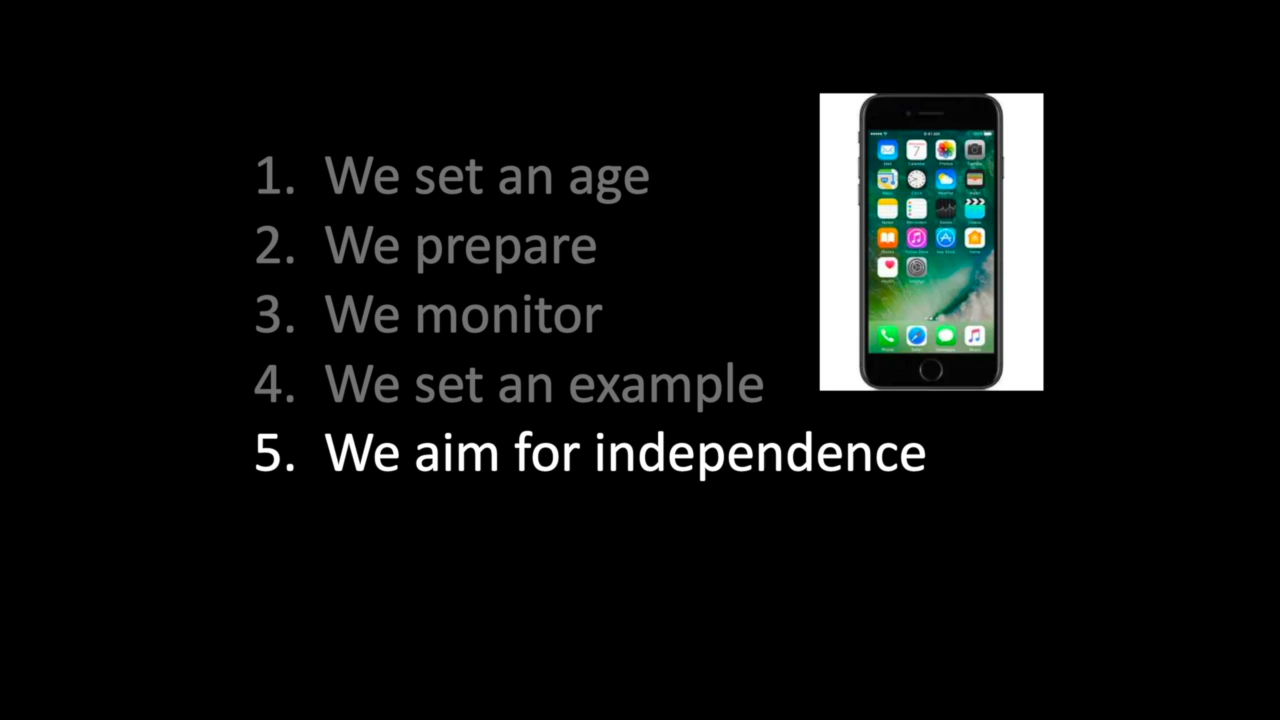 1. We set an age
2. We prepare
3. We monitor
4. We set an example
5. We aim for independence